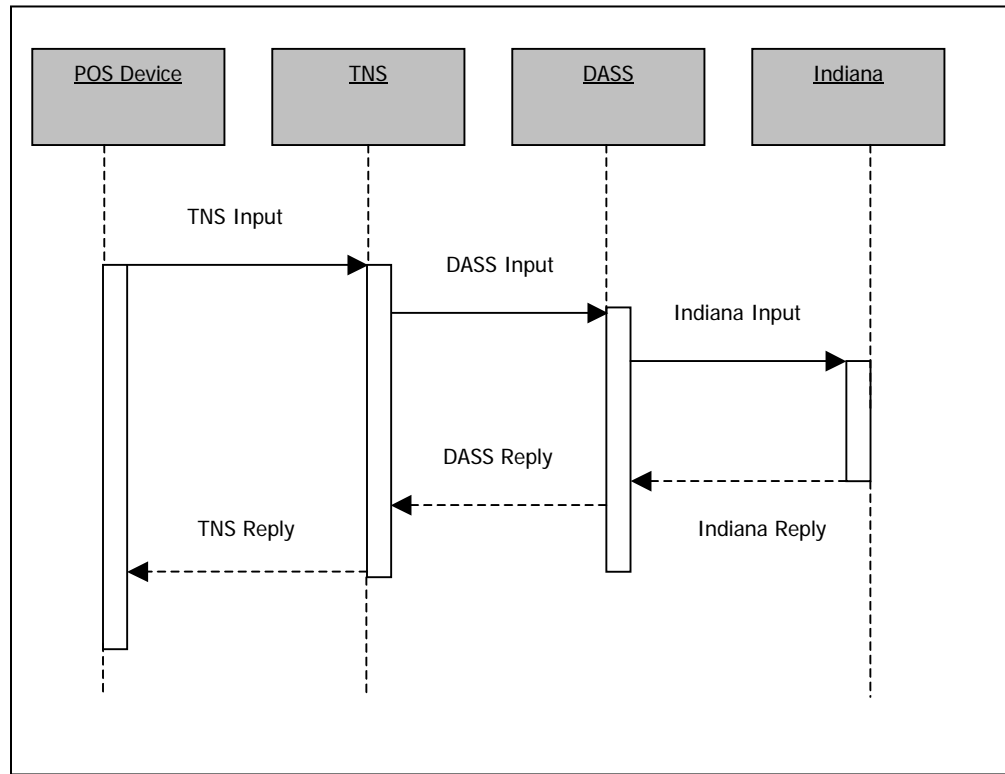 POS Device
TNS
DASS
Indiana
TNS Input
DASS Input
Indiana Input
DASS Reply
TNS Reply
Indiana Reply